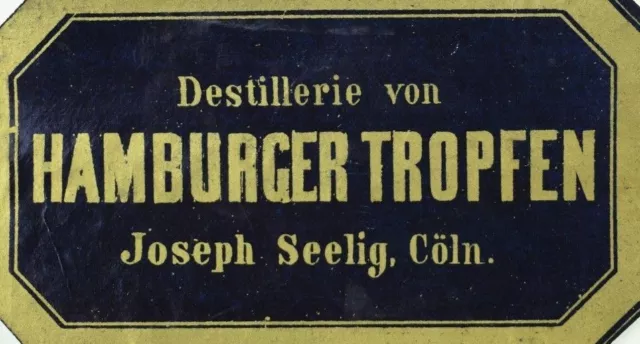 Destillerie von
HAMBURGER TROPFEN
Joseph Seelig, Cöln.